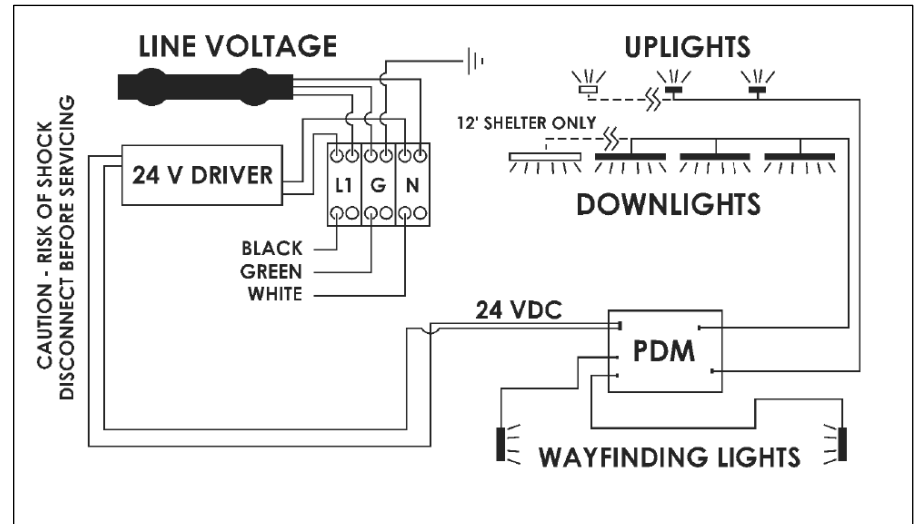 LINE VOLTAGE
UPLIGHTS
12' SHELTER ONLY
24 V DRIVER
L1 G N
DOWNLIGHTS
BLACK
GREEN
WHITE
CAUTION - RISK OF SHOCK
DISCONNECT BEFORE SERVICING
24 VDC
PDM
WAYFINDING LIGHTS